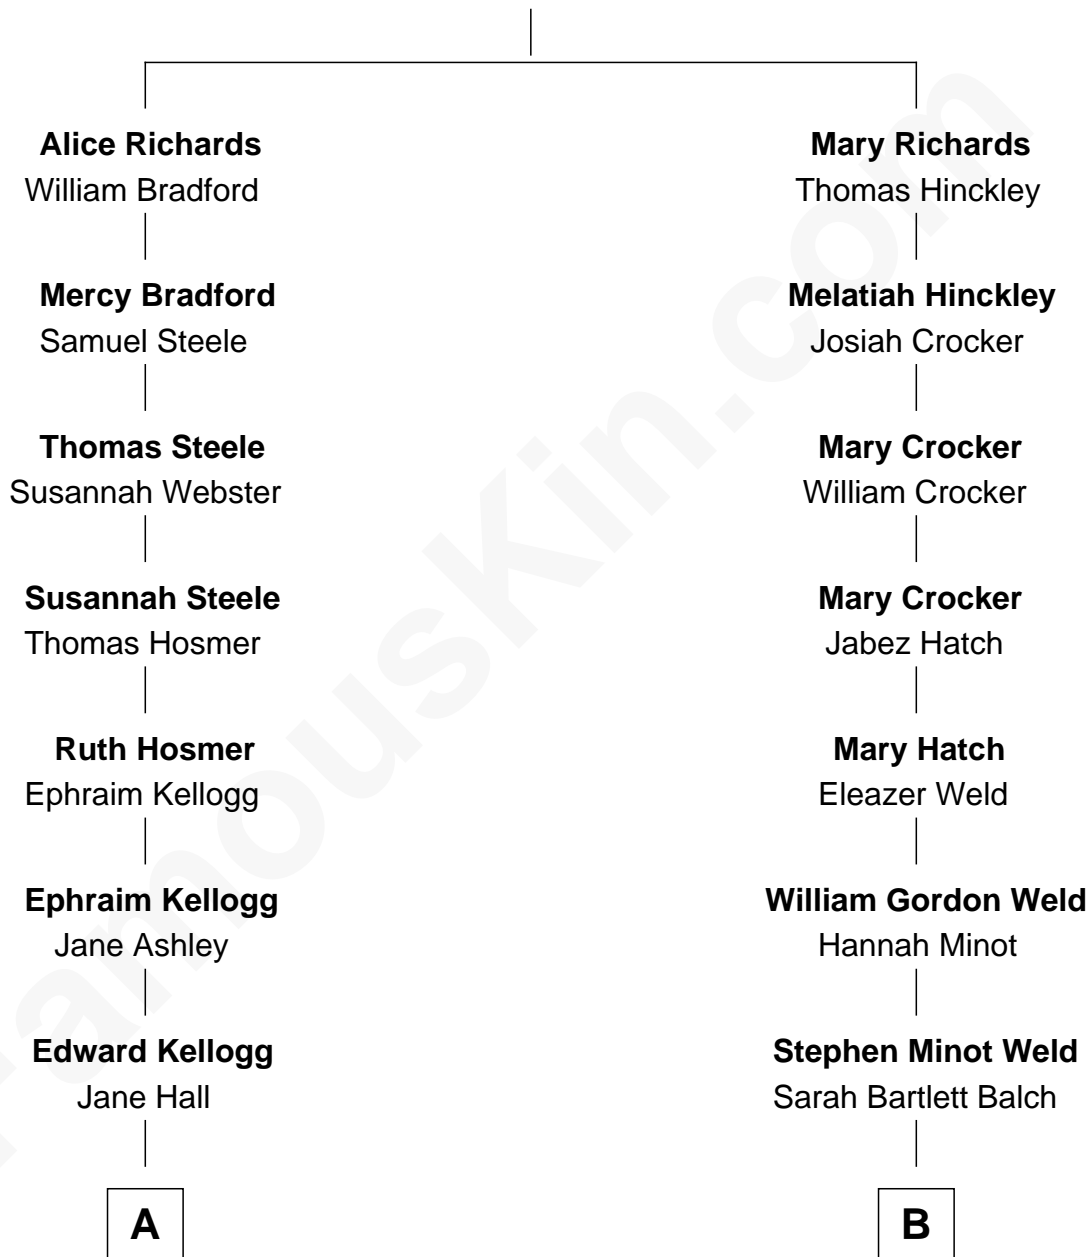 Alice Richards
William Bradford
Mercy Bradford
Samuel Steele
Thomas Steele
Susannah Webster
Susannah Steele
Thomas Hosmer
Ruth Hosmer
Ephraim Kellogg
Ephraim Kellogg
Jane Ashley
Edward Kellogg
Jane Hall
A
Mary Richards
Thomas Hinckley
Melatiah Hinckley
Josiah Crocker
Mary Crocker
William Crocker
Mary Crocker
Jabez Hatch
Mary Hatch
Eleazer Weld
William Gordon Weld
Hannah Minot
Stephen Minot Weld
Sarah Bartlett Balch
B
FamousKin.com